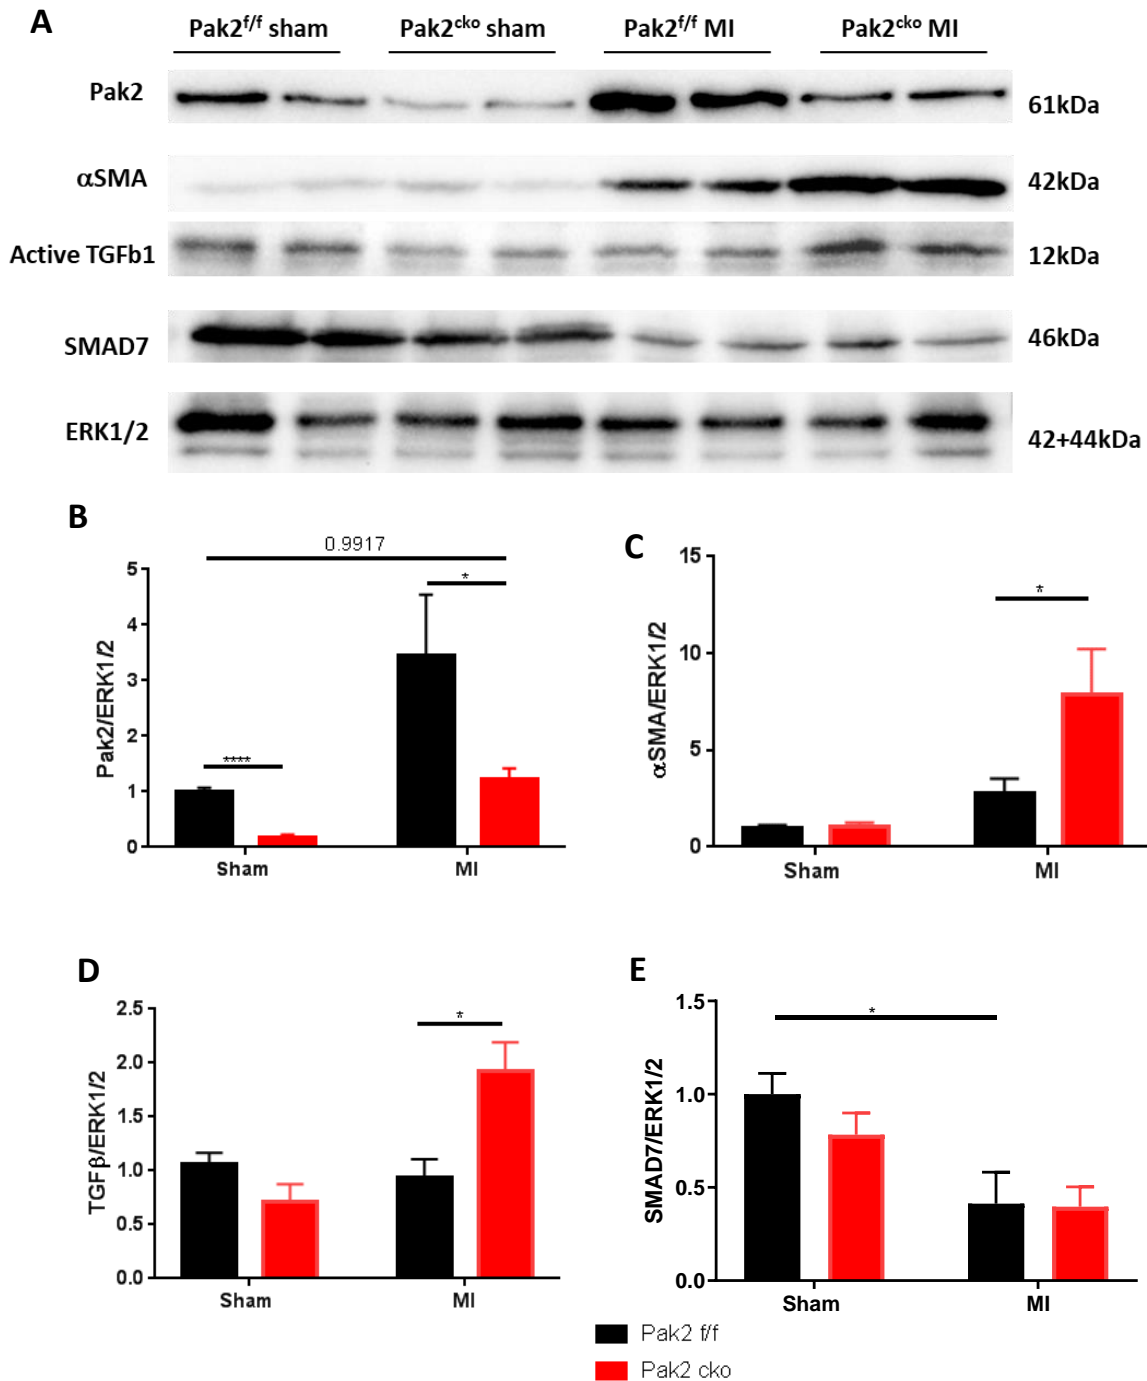 A
Pak2f/f sham Pak2cko sham Pak2f/f MI Pak2cko MI
Pak2 61kDa
αSMA 42kDa
Active TGFb1 12kDa
SMAD7 46kDa
ERK1/2 42+44kDa
B
0.9917
*
****
Pak2/ERK1/2
5
4
3
2
1
0
Sham MI
C
*
αSMA/ERK1/2
15
10
5
0
Sham MI
D
*
TGFβ/ERK1/2
2.5
2.0
1.5
1.0
0.5
0.0
Sham MI
E
*
SMAD7/ERK1/2
1.5
1.0
0.5
0.0
Sham MI
Pak2 f/f
Pak2 cko